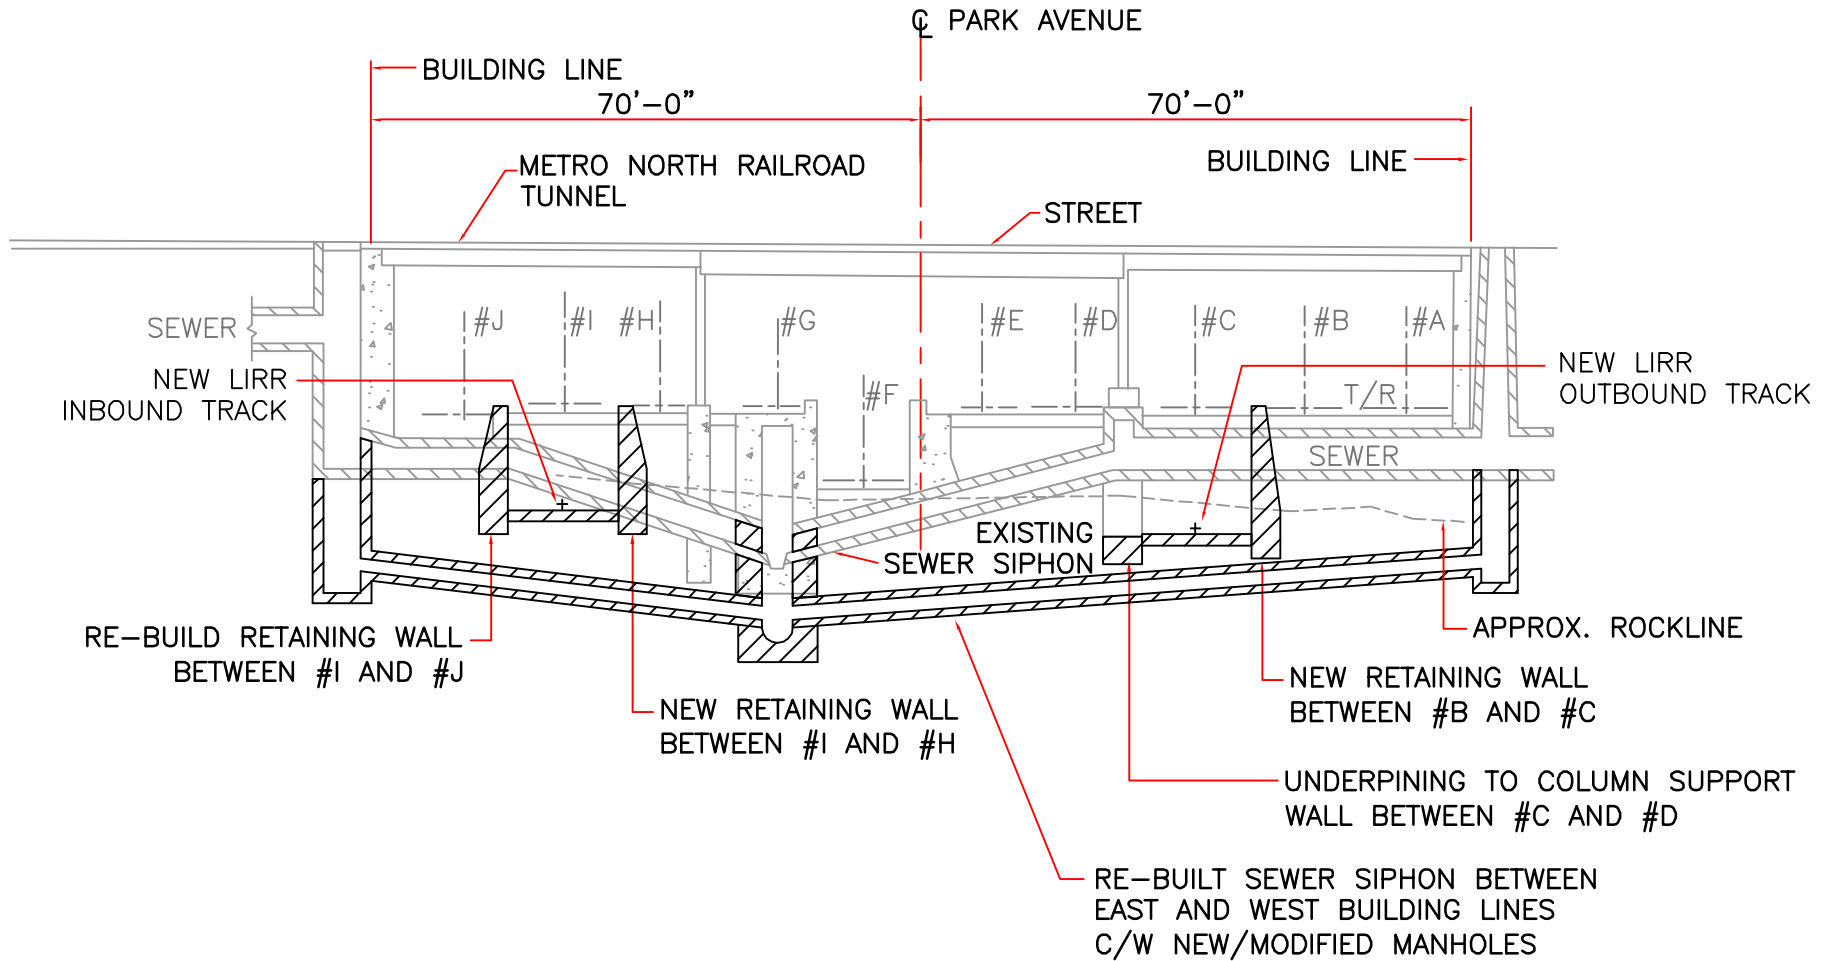 ℄ PARK AVENUE
BUILDING LINE
70'-0"
70'-0"
METRO NORTH RAILROAD
TUNNEL
BUILDING LINE
STREET
SEWER
#J
#I
#H
#G
#F
#E
#D
#C
#B
#A
T/R
NEW LIRR
INBOUND TRACK
NEW LIRR
OUTBOUND TRACK
SEWER
EXISTING
SEWER SIPHON
RE-BUILD RETAINING WALL
BETWEEN #I AND #J
APPROX. ROCKLINE
NEW RETAINING WALL
BETWEEN #B AND #C
NEW RETAINING WALL
BETWEEN #I AND #H
UNDERPINING TO COLUMN SUPPORT
WALL BETWEEN #C AND #D
RE-BUILT SEWER SIPHON BETWEEN
EAST AND WEST BUILDING LINES
C/W NEW/MODIFIED MANHOLES